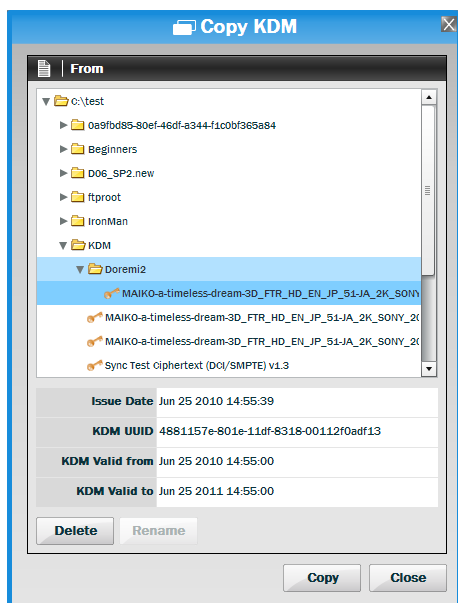 Copy KDM
From
C:\test
0a9fbd85-80ef-46df-a344-f1c0bf365a84
Beginners
D06_SP2.new
ftproot
IronMan
KDM
Doremi2
MAIKO-a-timeless-dream-3D_FTR_HD_EN_JP_51-JA_2K_SONY
MAIKO-a-timeless-dream-3D_FTR_HD_EN_JP_51-JA_2K_SONY_20
MAIKO-a-timeless-dream-3D_FTR_HD_EN_JP_51-JA_2K_SONY_20
Sync Test Ciphertext (DCI/SMPTE) v1.3
Issue Date Jun 25 2010 14:55:39
KDM UUID 4881157e-801e-11df-8318-00112f0adf13
KDM Valid from Jun 25 2010 14:55:00
KDM Valid to Jun 25 2011 14:55:00
Delete Rename
Copy Close